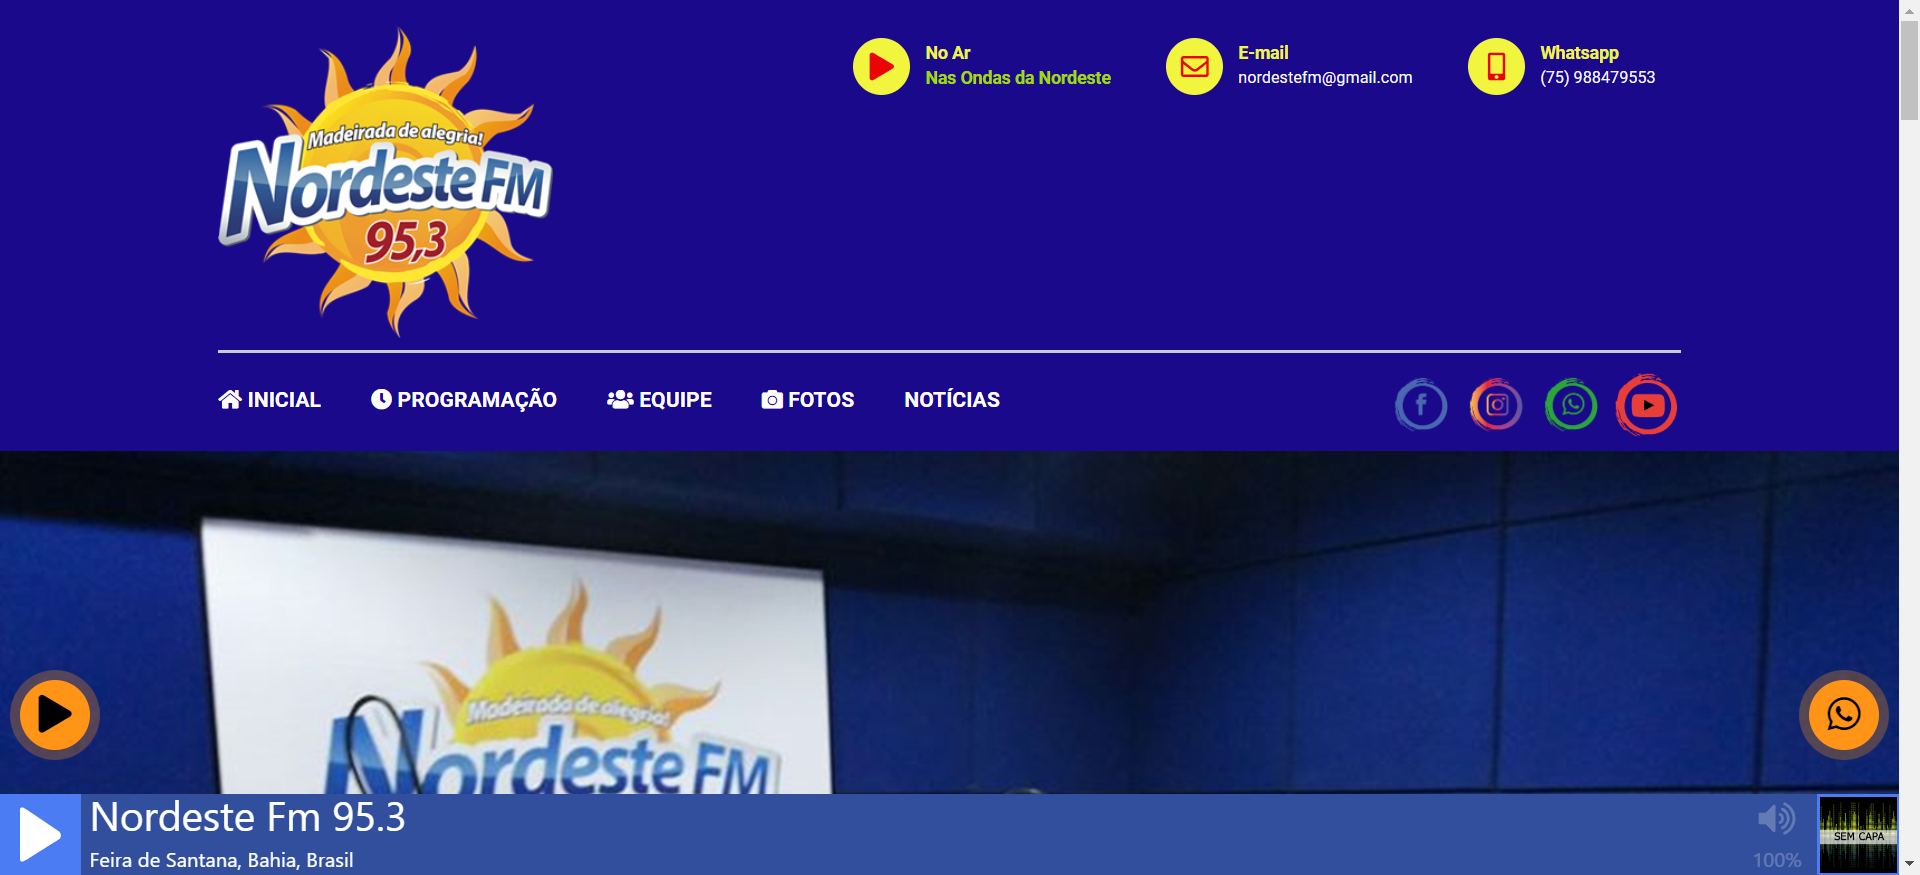 Madeirada de alegria!
Nordeste FM
95,3
No Ar
Nas Ondas da Nordeste
E-mail
nordestefm@gmail.com
Whatsapp
(75) 988479553
INICIAL
PROGRAMAÇÃO
EQUIPE
FOTOS
NOTÍCIAS
Madeirada de alegria!
Nordeste FM
Nordeste Fm 95.3
Feira de Santana, Bahia, Brasil
100%
SEM CAPA